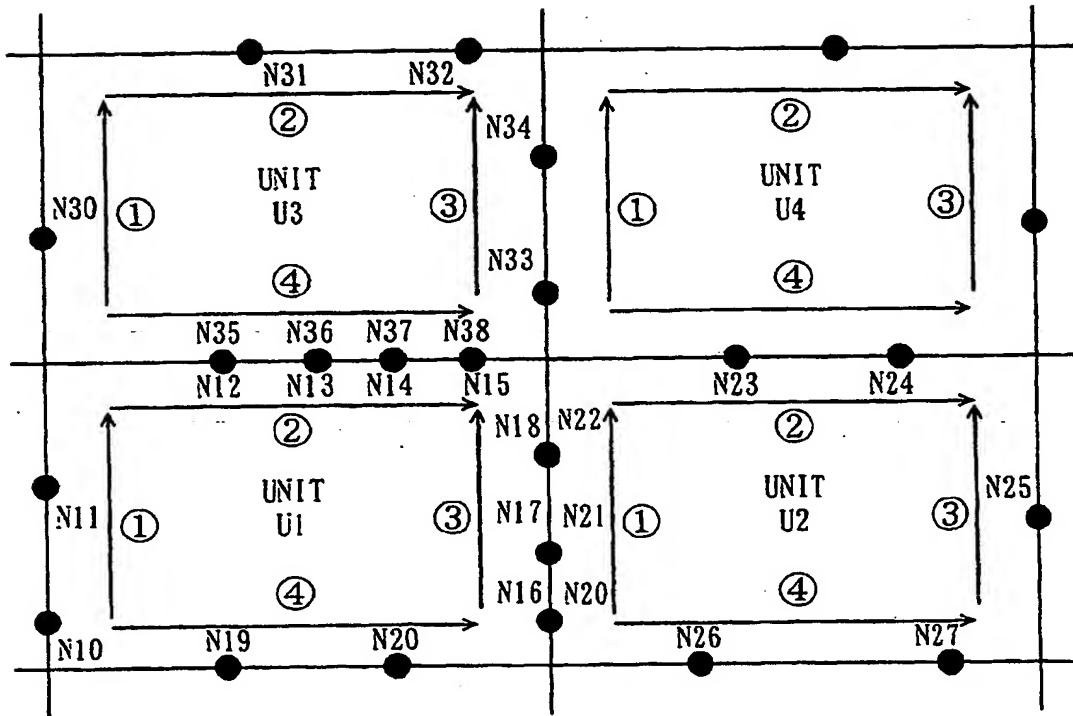 N31 N32
② ②
N34
UNIT UNIT
U3 U4
N30 ① ③ ① ③
N33
④ ④
N35 N36 N37 N38
N12 N13 N14 N15 N23 N24
② N18 N22 ②
UNIT UNIT
U1 U2
N11 ① ③ N17 N21 ① ③ N25
④ N16 N20 ④
N10 N19 N20 N26 N27